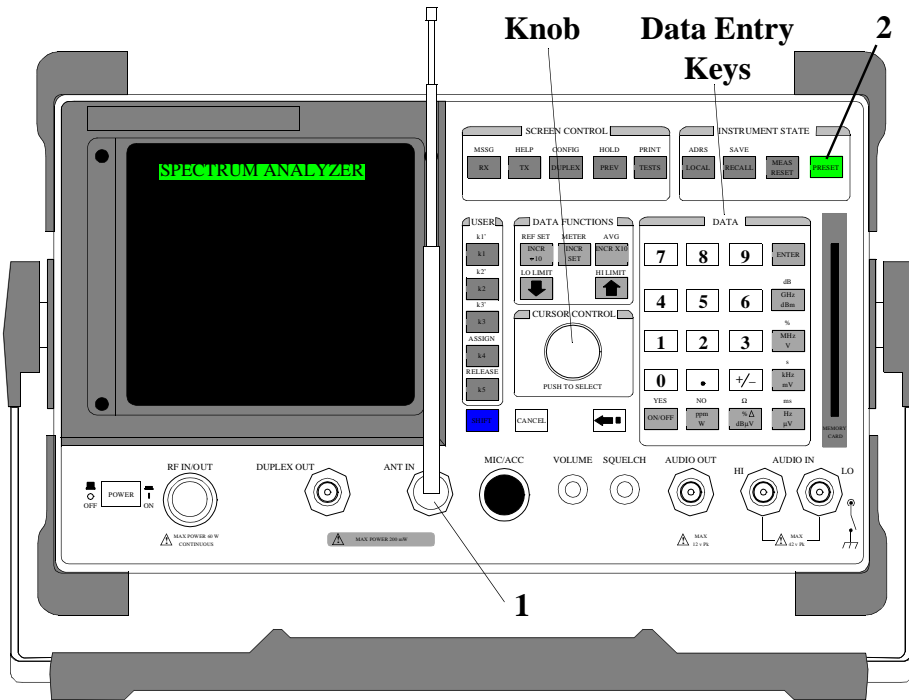 Knob
Data Entry
Keys
2
SPECTRUM ANALYZER
SCREEN CONTROL
MSSG HELP CONFIG HOLD PRINT
RX TX DUPLEX PREV TESTS
INSTRUMENT STATE
ADRS SAVE
LOCAL RECALL MEAS RESET PRESET
USER
k1'
k1
k2'
k2
k3'
k3
ASSIGN
k4
RELEASE
k5
DATA FUNCTIONS
REF SET METER AVG
INCR ÷10 INCR SET INCR X10
LO LIMIT HI LIMIT
CURSOR CONTROL
PUSH TO SELECT
CANCEL
DATA
7 8 9 ENTER
dB
4 5 6 GHz dBm
%
1 2 3 MHz V
s
0 . +/− kHz mV
YES NO Ω ms
ON/OFF ppm W %Δ dBµV Hz µV
MEMORY
CARD
RF IN/OUT
DUPLEX OUT
ANT IN
MIC/ACC
VOLUME
SQUELCH
AUDIO OUT
AUDIO IN
HI
LO
POWER
OFF
ON
MAX POWER 60 W
CONTINUOUS
MAX POWER 200 mW
MAX
12 v Pk
MAX
42 v Pk
1